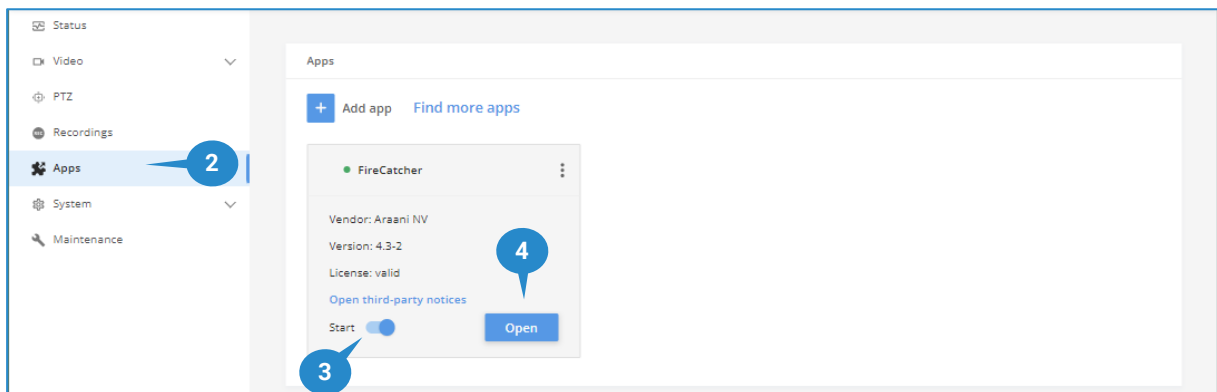 Status
Video
PTZ
Recordings
Apps
2
System
Maintenance
Apps
+ Add app Find more apps
FireCatcher
Vendor: Araani NV
Version: 4.3-2
4
License: valid
Open third-party notices
Start
Open
3